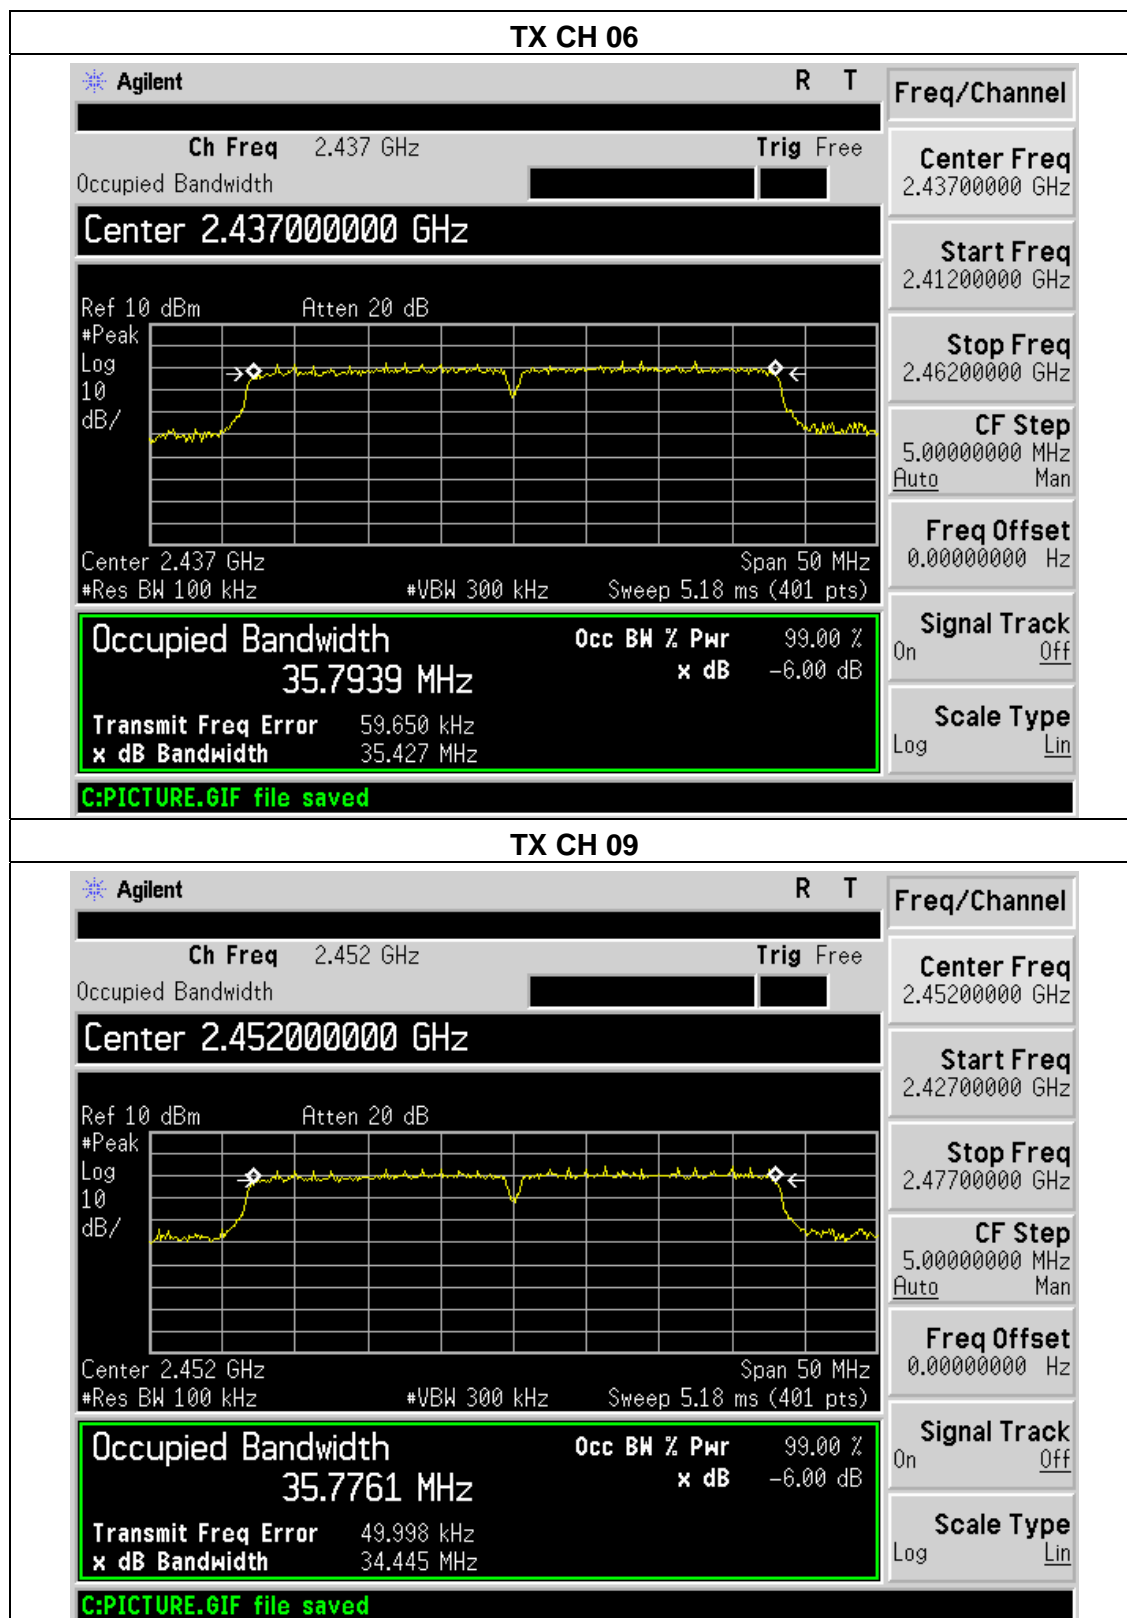 TX CH 06
Agilent R T
Freq/Channel
Ch Freq 2.437 GHz Trig Free
Occupied Bandwidth
Center 2.437000000 GHz
Ref 10 dBm Atten 20 dB
#Peak
Log
10
dB/
Center 2.437 GHz Span 50 MHz
#Res BW 100 kHz #VBW 300 kHz Sweep 5.18 ms (401 pts)
Occupied Bandwidth Occ BW % Pwr 99.00 %
35.7939 MHz x dB -6.00 dB
Transmit Freq Error 59.650 kHz
x dB Bandwidth 35.427 MHz
C:PICTURE.GIF file saved
Center Freq
2.43700000 GHz
Start Freq
2.41200000 GHz
Stop Freq
2.46200000 GHz
CF Step
5.00000000 MHz
Auto Man
Freq Offset
0.00000000 Hz
Signal Track
On Off
Scale Type
Log Lin
TX CH 09
Agilent R T
Freq/Channel
Ch Freq 2.452 GHz Trig Free
Occupied Bandwidth
Center 2.452000000 GHz
Ref 10 dBm Atten 20 dB
#Peak
Log
10
dB/
Center 2.452 GHz Span 50 MHz
#Res BW 100 kHz #VBW 300 kHz Sweep 5.18 ms (401 pts)
Occupied Bandwidth Occ BW % Pwr 99.00 %
35.7761 MHz x dB -6.00 dB
Transmit Freq Error 49.998 kHz
x dB Bandwidth 34.445 MHz
C:PICTURE.GIF file saved
Center Freq
2.45200000 GHz
Start Freq
2.42700000 GHz
Stop Freq
2.47700000 GHz
CF Step
5.00000000 MHz
Auto Man
Freq Offset
0.00000000 Hz
Signal Track
On Off
Scale Type
Log Lin